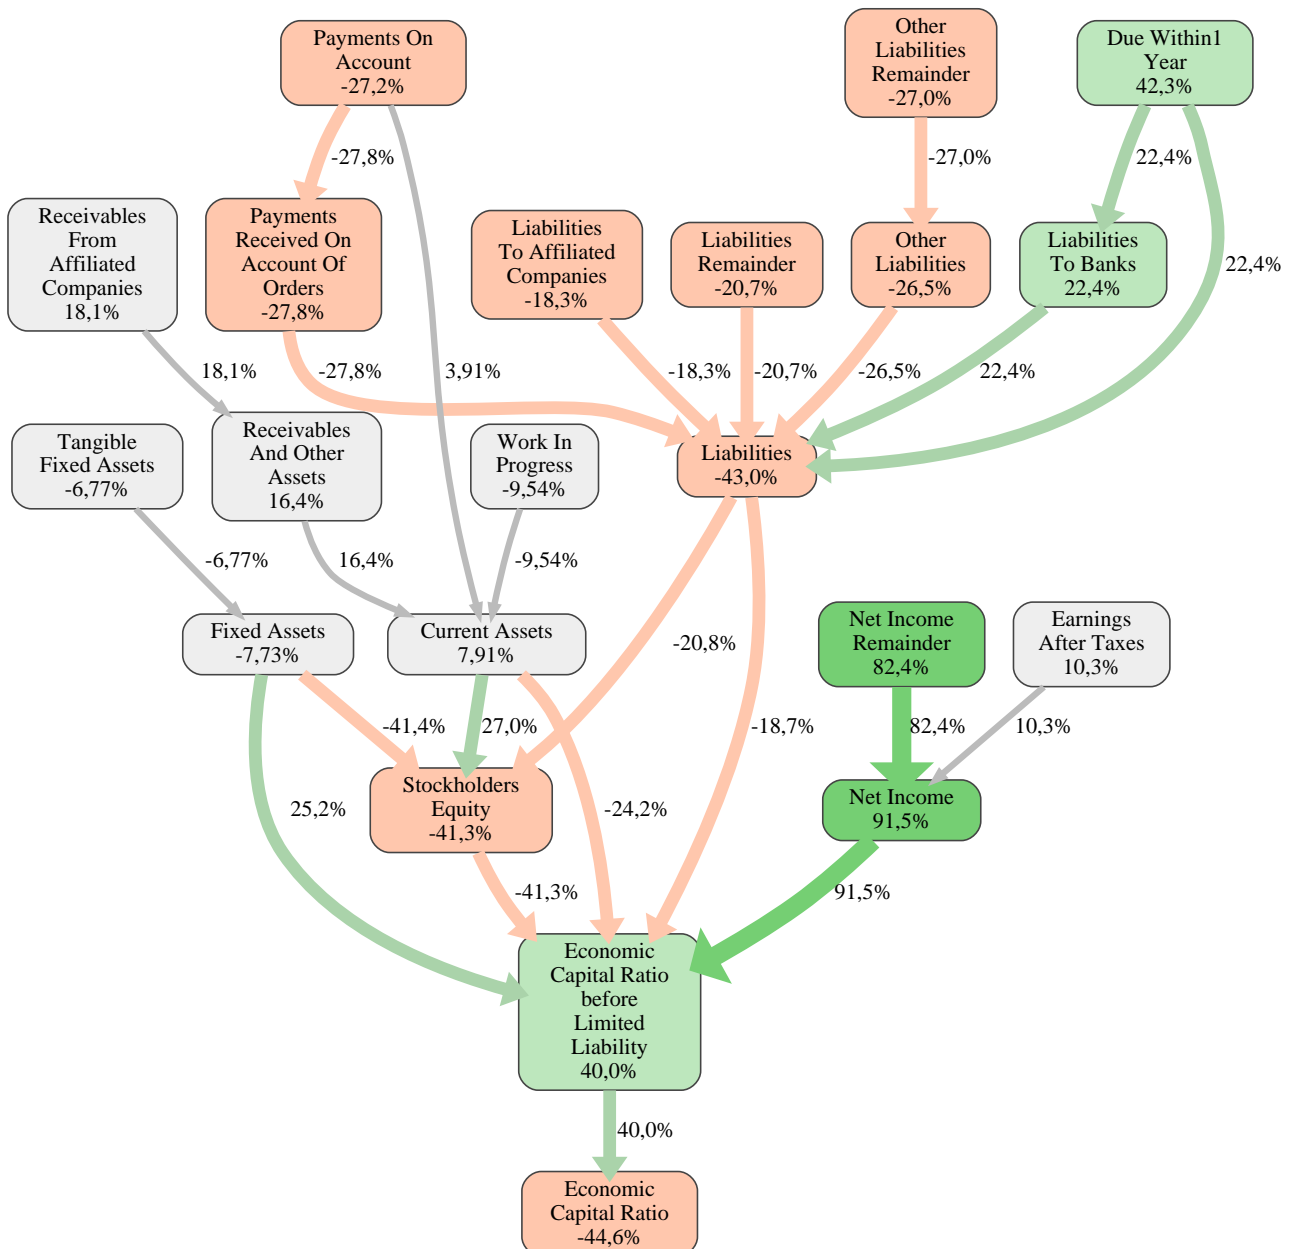 Payments On
Account
-27,2%
Other
Liabilities
Remainder
-27,0%
Due Within1
Year
42,3%
-27,8%
-27,0%
22,4%
Receivables
From
Affiliated
Companies
18,1%
Payments
Received On
Account Of
Orders
-27,8%
Liabilities
To Affiliated
Companies
-18,3%
Liabilities
Remainder
-20,7%
Other
Liabilities
-26,5%
Liabilities
To Banks
22,4%
22,4%
18,1%
-27,8%
3,91%
-18,3%
-20,7%
-26,5%
22,4%
Tangible
Fixed Assets
-6,77%
Receivables
And Other
Assets
16,4%
Work In
Progress
-9,54%
Liabilities
-43,0%
-6,77%
16,4%
-9,54%
Fixed Assets
-7,73%
Current Assets
7,91%
-20,8%
Net Income
Remainder
82,4%
Earnings
After Taxes
10,3%
-41,4%
27,0%
-18,7%
82,4%
10,3%
Stockholders
Equity
-41,3%
25,2%
-24,2%
Net Income
91,5%
-41,3%
91,5%
Economic
Capital Ratio
before
Limited
Liability
40,0%
40,0%
Economic
Capital Ratio
-44,6%